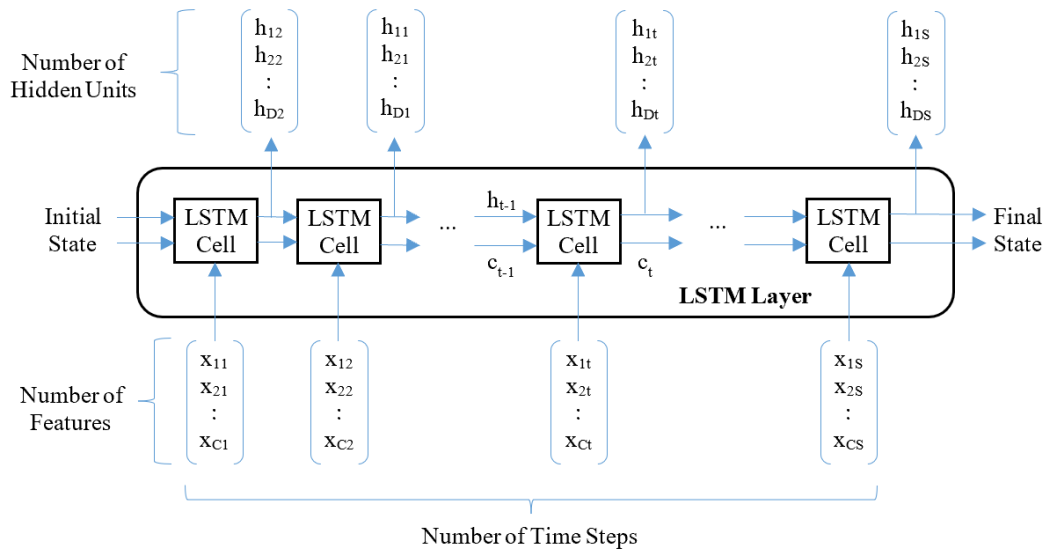 Number of
Hidden Units
h12
h22
:
hD2
h11
h21
:
hD1
h1t
h2t
:
hDt
h1S
h2S
:
hDS
Initial
State
LSTM
Cell
LSTM
Cell
...
ht-1
ct-1
LSTM
Cell
ct
...
LSTM
Cell
Final
State
LSTM Layer
Number of
Features
x11
x21
:
xC1
x12
x22
:
xC2
x1t
x2t
:
xCt
x1S
x2S
:
xCS
Number of Time Steps